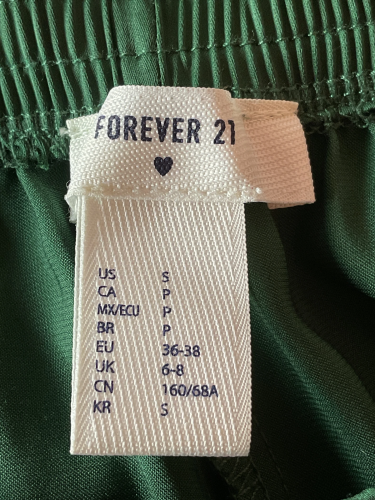 FOREVER 21
US S
CA P
MX/ECU P
BR P
EU 36-38
UK 6-8
CN 160/68A
KR S